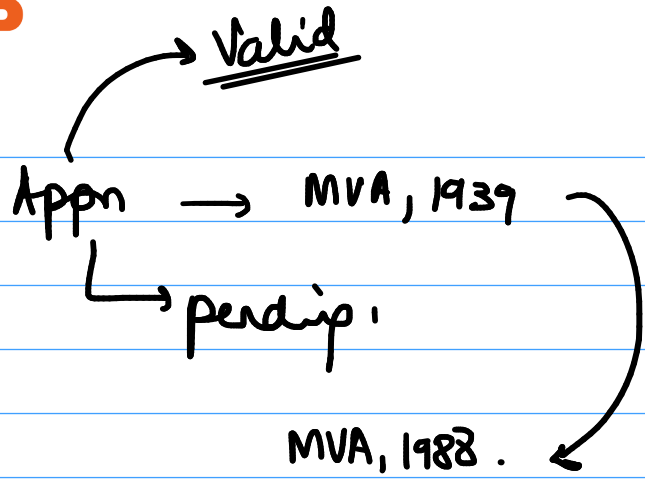 Valid
Appn → MVA, 1939
pending.
MVA, 1988.